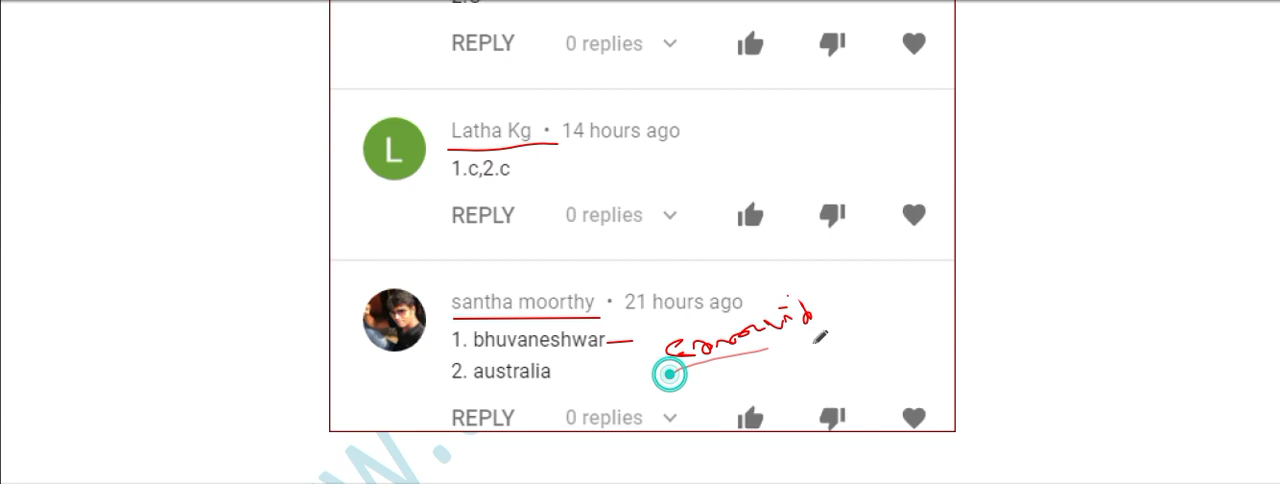 REPLY 0 replies
Latha Kg • 14 hours ago
1.c,2.c
REPLY 0 replies
L
santha moorthy • 21 hours ago
1. bhuvaneshwar
2. australia
REPLY 0 replies